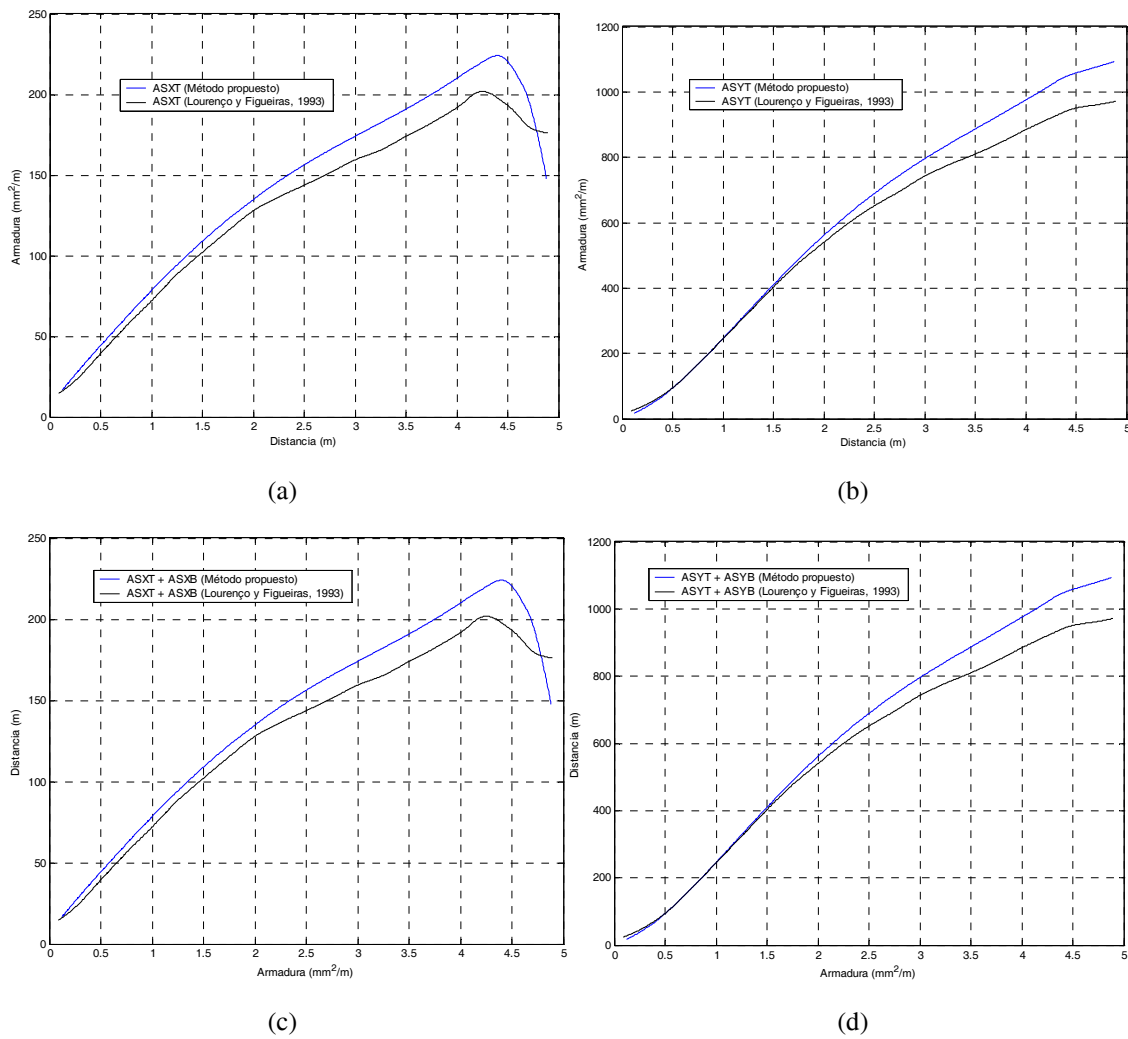 250
200
150
100
50
0
Armadura (mm²/m)
ASXT (Método propuesto)
ASXT (Lourenço y Figueiras, 1993)
0 0.5 1 1.5 2 2.5 3 3.5 4 4.5 5
Distancia (m)
(a)
1200
1000
800
600
400
200
0
Armadura (mm²/m)
ASYT (Método propuesto)
ASYT (Lourenço y Figueiras, 1993)
0 0.5 1 1.5 2 2.5 3 3.5 4 4.5 5
Distancia (m)
(b)
250
200
150
100
50
0
Distancia (m)
ASXT + ASXB (Método propuesto)
ASXT + ASXB (Lourenço y Figueiras, 1993)
0 0.5 1 1.5 2 2.5 3 3.5 4 4.5 5
Armadura (mm²/m)
(c)
1200
1000
800
600
400
200
0
Distancia (m)
ASYT + ASYB (Método propuesto)
ASYT + ASYB (Lourenço y Figueiras, 1993)
0 0.5 1 1.5 2 2.5 3 3.5 4 4.5 5
Armadura (mm²/m)
(d)